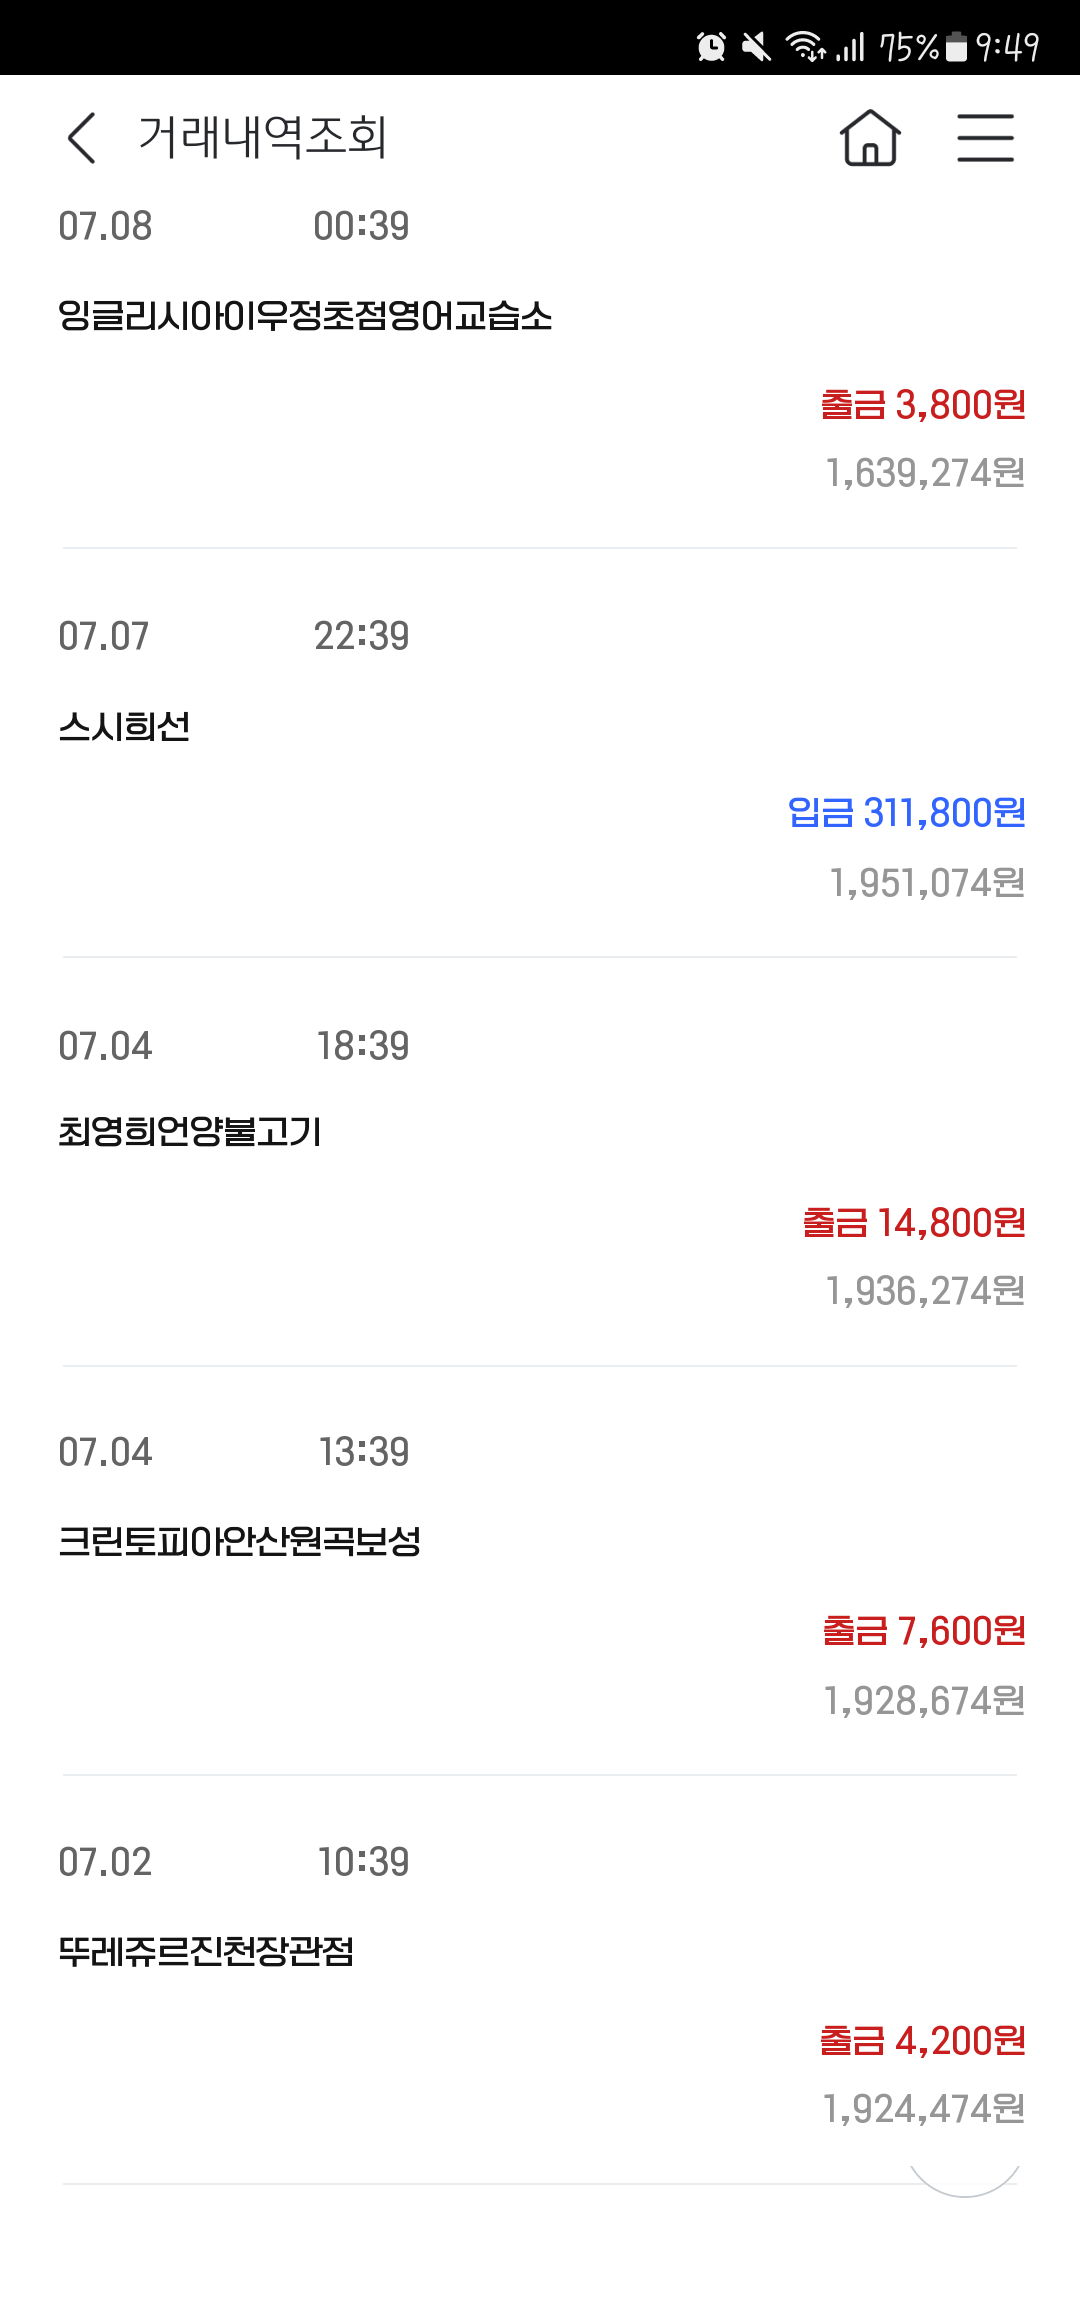 75% 9:49
거래내역조회
07.08 00:39
잉글리시아이우정초점영어교습소
출금 3,800원
1,639,274원
07.07 22:39
스시희선
입금 311,800원
1,951,074원
07.04 18:39
최영희언양불고기
출금 14,800원
1,936,274원
07.04 13:39
크린토피아안산원곡보성
출금 7,600원
1,928,674원
07.02 10:39
뚜레쥬르진천장관점
출금 4,200원
1,924,474원